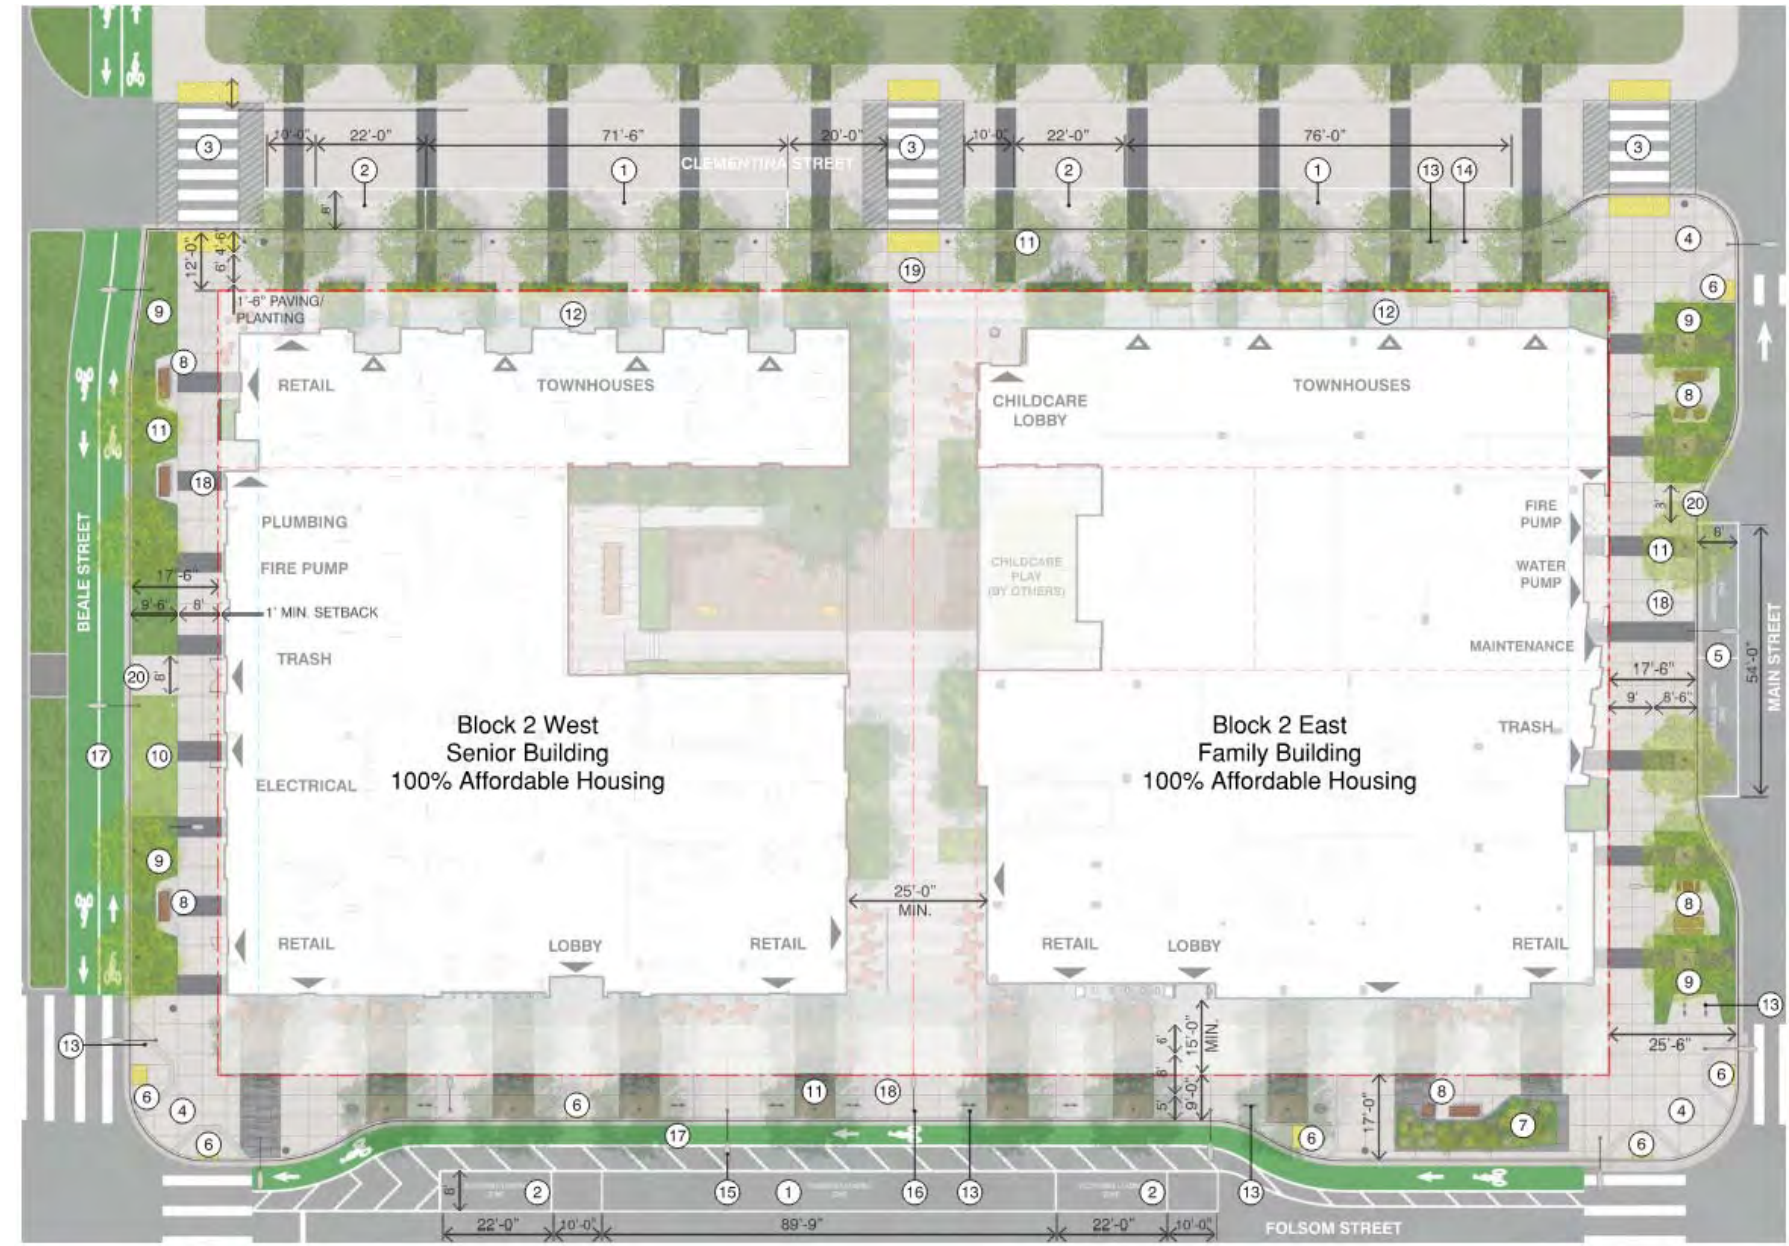 10'-0"
22'-0"
71'-6"
20'-0"
10'-0"
22'-0"
76'-0"
3
3
3
CLEMENTINA STREET
2
1
2
1
13
14
8'
12'-0"
6'
4'-6"
11
4
19
6
1'-6" PAVING/
PLANTING
9
12
12
9
8
RETAIL
TOWNHOUSES
CHILDCARE
LOBBY
TOWNHOUSES
8
11
18
PLUMBING
FIRE PUMP
FIRE
PUMP
20
6'
11
CHILDCARE
PLAY
(BY OTHERS)
WATER
PUMP
18
BEALE STREET
17'-6"
9'-6"
8'
1' MIN. SETBACK
MAINTENANCE
5
MAIN STREET
54'-0"
TRASH
20
8'
17'-6"
9'
8'-6"
Block 2 West
Senior Building
100% Affordable Housing
Block 2 East
Family Building
100% Affordable Housing
TRASH
17
10
ELECTRICAL
9
8
25'-0"
MIN.
8
RETAIL
LOBBY
RETAIL
RETAIL
LOBBY
RETAIL
9
13
13
6'
15'-0"
MIN.
25'-6"
6
4
6
6
11
18
8'
5'
9'-0"
17'-0"
8
7
6
4
6
6
17
8'
2
15
1
16
13
2
13
22'-0"
10'-0"
89'-9"
22'-0"
10'-0"
FOLSOM STREET